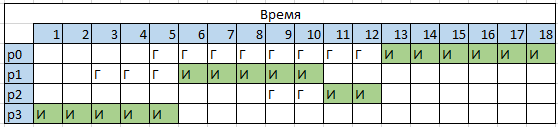 Время
1 2 3 4 5 6 7 8 9 10 11 12 13 14 15 16 17 18
p0 Г Г Г Г Г Г Г Г И И И И И И
p1 Г Г Г И И И И И
p2 Г Г И И
p3 И И И И И